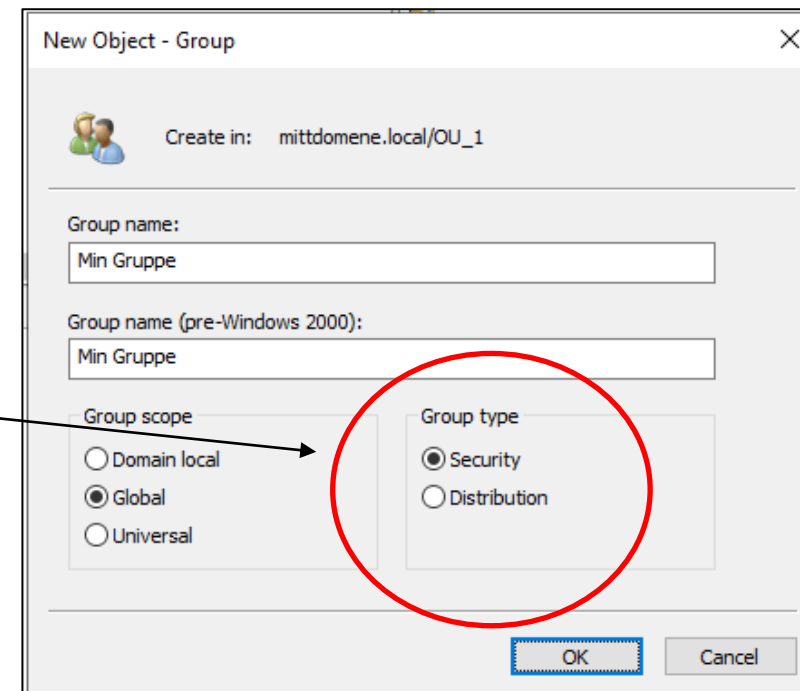 New Object - Group
Create in: mittdomene.local/OU_1
Group name:
Min Gruppe
Group name (pre-Windows 2000):
Min Gruppe
Group scope
Domain local
Global
Universal
Group type
Security
Distribution
OK Cancel